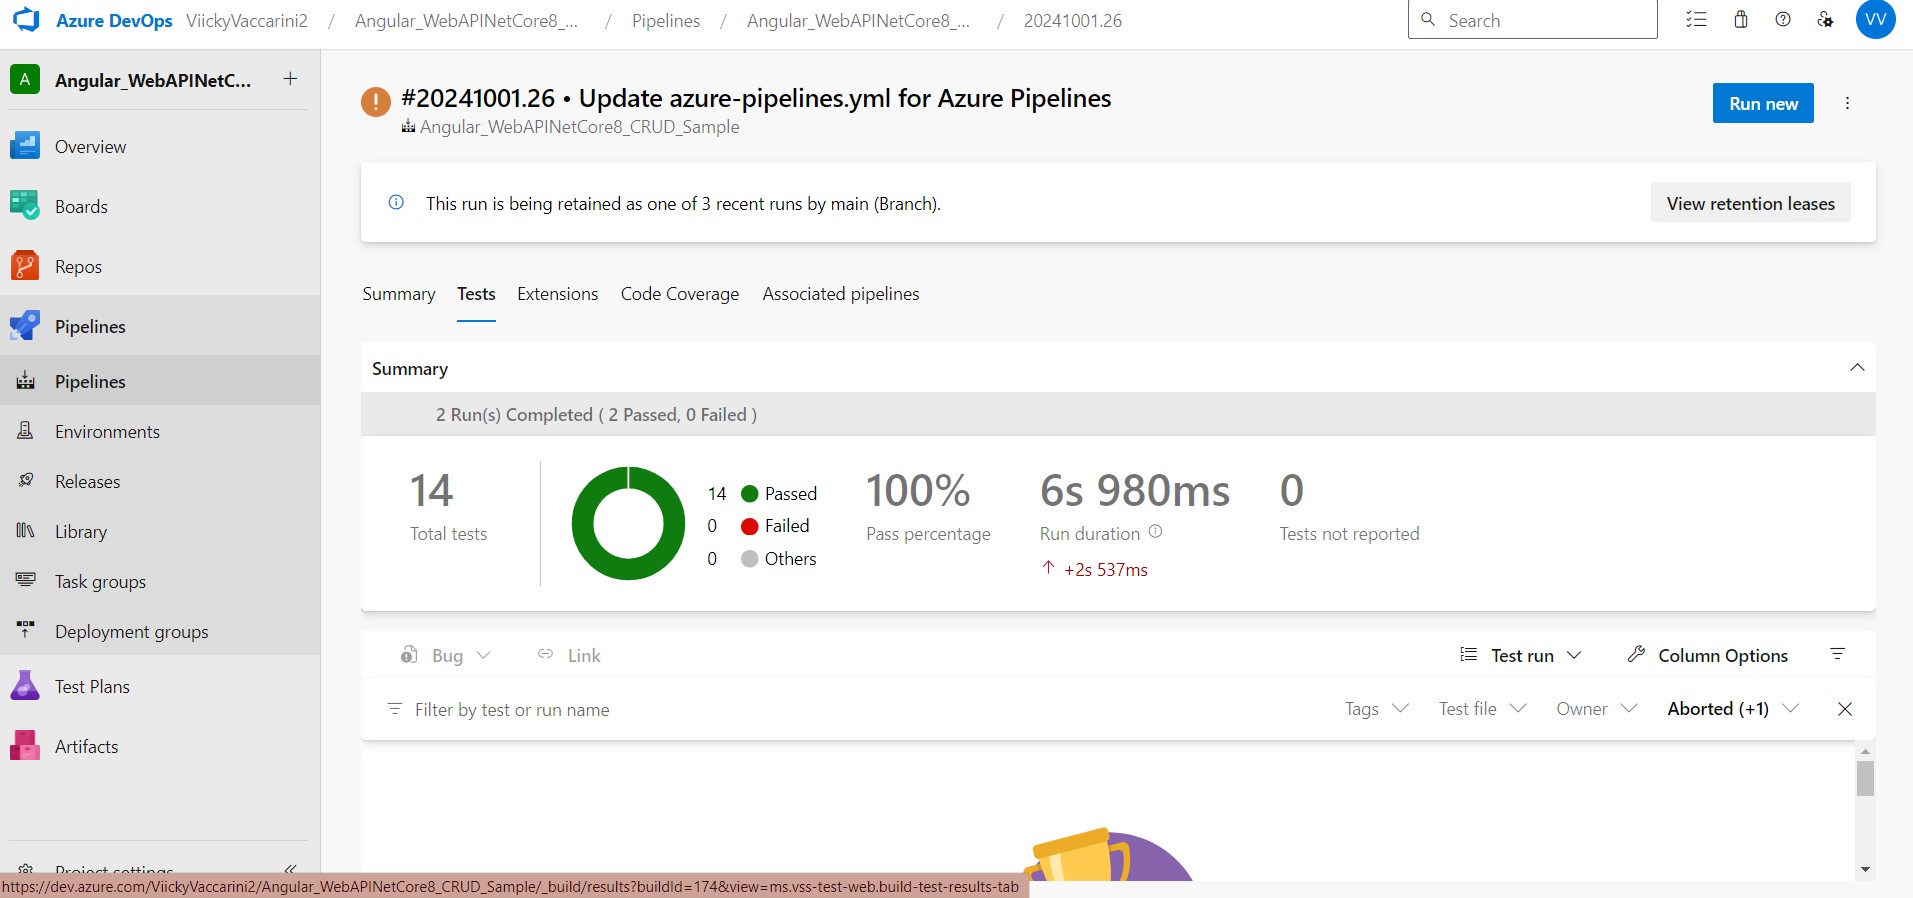 Azure DevOps ViickyVaccarini2 / Angular_WebAPINetCore8_... / Pipelines / Angular_WebAPINetCore8_... / 20241001.26
Search
VV
A Angular_WebAPINetC... +
Overview
Boards
Repos
Pipelines
Pipelines
Environments
Releases
Library
Task groups
Deployment groups
Test Plans
Artifacts
Project settings
#20241001.26 • Update azure-pipelines.yml for Azure Pipelines
Angular_WebAPINetCore8_CRUD_Sample
Run new
This run is being retained as one of 3 recent runs by main (Branch).
View retention leases
Summary Tests Extensions Code Coverage Associated pipelines
Summary
2 Run(s) Completed ( 2 Passed, 0 Failed )
14
Total tests
14 Passed
0 Failed
0 Others
100%
Pass percentage
6s 980ms
Run duration
+2s 537ms
0
Tests not reported
Bug Link
Test run Column Options
Filter by test or run name
Tags Test file Owner Aborted (+1)
https://dev.azure.com/ViickyVaccarini2/Angular_WebAPINetCore8_CRUD_Sample/_build/results?buildId=174&view=ms.vss-test-web.build-test-results-tab